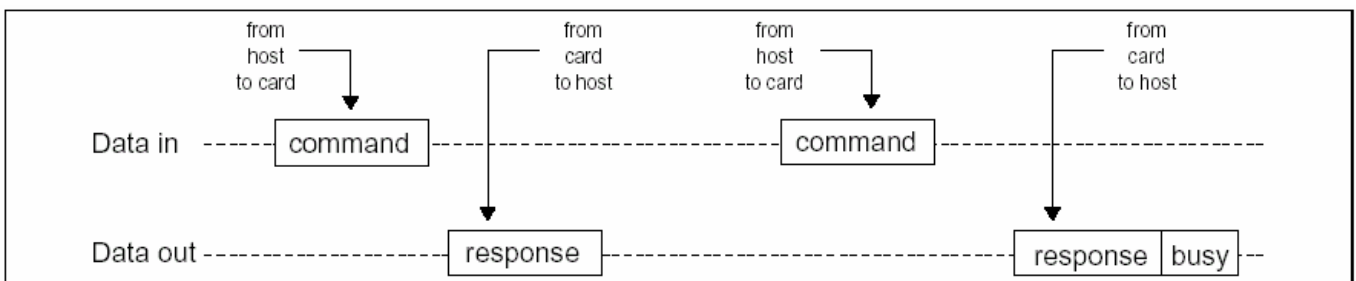 from
host
to card
from
card
to host
from
host
to card
from
card
to host
Data in
command
command
Data out
response
response
busy